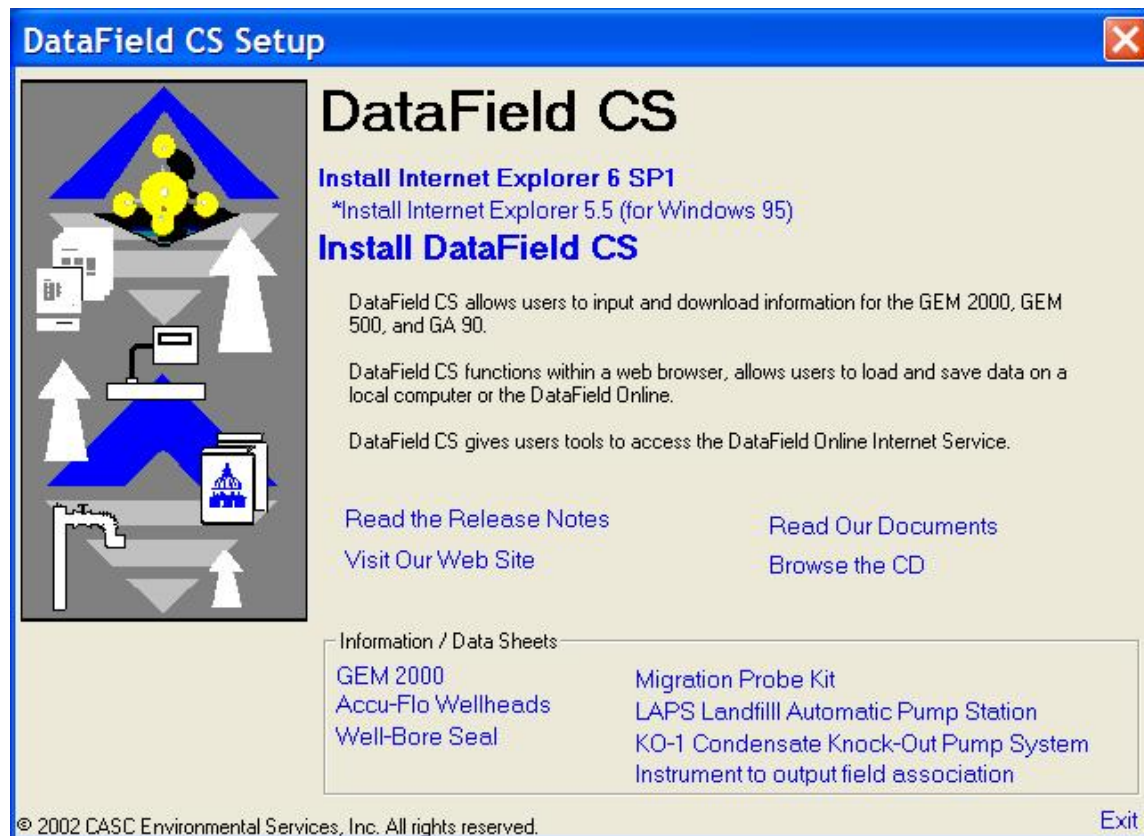 DataField CS Setup
DataField CS
Install Internet Explorer 6 SP1
*Install Internet Explorer 5.5 (for Windows 95)
Install DataField CS
DataField CS allows users to input and download information for the GEM 2000, GEM
500, and GA 90.
DataField CS functions within a web browser, allows users to load and save data on a
local computer or the DataField Online.
DataField CS gives users tools to access the DataField Online Internet Service.
Read the Release Notes
Read Our Documents
Visit Our Web Site
Browse the CD
Information / Data Sheets
GEM 2000
Accu-Flo Wellheads
Well-Bore Seal
Migration Probe Kit
LAPS Landfilll Automatic Pump Station
KO-1 Condensate Knock-Out Pump System
Instrument to output field association
© 2002 CASC Environmental Services, Inc. All rights reserved.
Exit